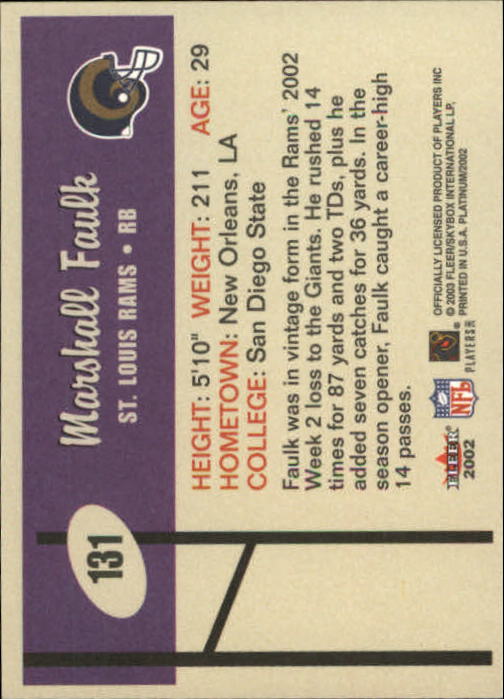 131
Marshall Faulk
ST. LOUIS RAMS • RB
HEIGHT: 5'10" WEIGHT: 211 AGE: 29
HOMETOWN: New Orleans, LA
COLLEGE: San Diego State
Faulk was in vintage form in the Rams' 2002
Week 2 loss to the Giants. He rushed 14
times for 87 yards and two TDs, plus he
added seven catches for 36 yards. In the
season opener, Faulk caught a career-high
14 passes.
FLEER
2002
NFL
PLAYERS
OFFICIALLY LICENSED PRODUCT OF PLAYERS INC
© 2003 FLEER/SKYBOX INTERNATIONAL LP.
PRINTED IN U.S.A. PLATINUM/2002